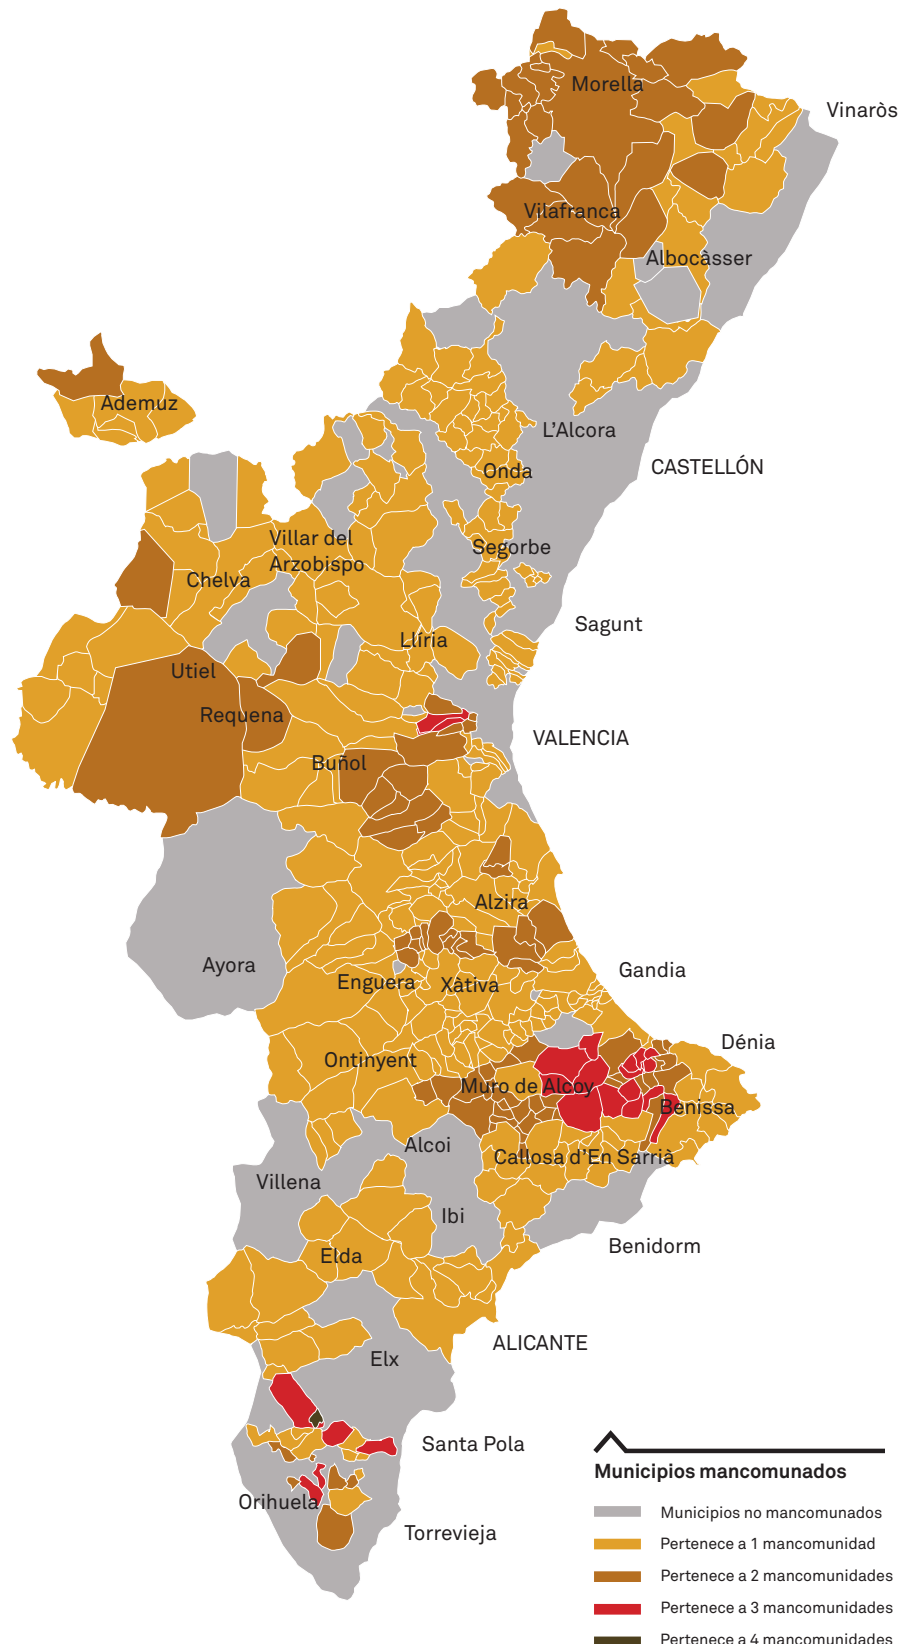 Morella
Vinaròs
Vilafranca
Albocàsser
Ademuz
L'Alcora
CASTELLÓN
Onda
Villar del
Arzobispo
Segorbe
Chelva
Sagunt
Llíria
Utiel
Requena
VALENCIA
Buñol
Alzira
Ayora
Enguera
Xàtiva
Gandia
Dénia
Ontinyent
Muro de Alcoy
Benissa
Alcoi
Callosa d'En Sarrià
Villena
Ibi
Benidorm
Elda
ALICANTE
Elx
Santa Pola
Orihuela
Torrevieja
Municipios mancomunados
Municipios no mancomunados
Pertenece a 1 mancomunidad
Pertenece a 2 mancomunidades
Pertenece a 3 mancomunidades
Pertenece a 4 mancomunidades